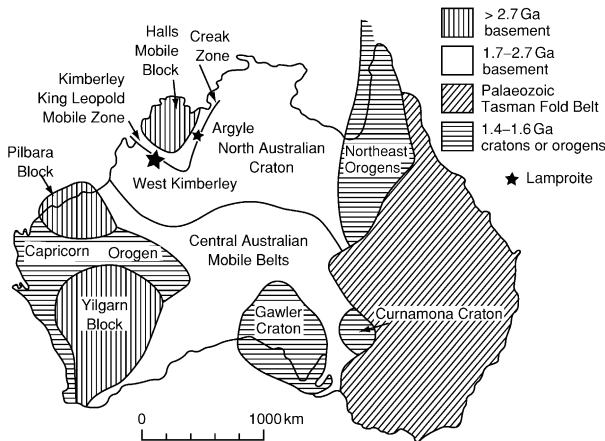 Halls
Mobile
Block
Creak
Zone
Kimberley
King Leopold
Mobile Zone
Argyle
North Australian
Craton
West Kimberley
Pilbara
Block
Northeast
Orogens
Capricorn Orogen
Central Australian
Mobile Belts
Yilgarn
Block
Gawler
Craton
Curnamona Craton
0 1000 km
> 2.7 Ga
basement
1.7–2.7 Ga
basement
Palaeozoic
Tasman Fold Belt
1.4–1.6 Ga
cratons or orogens
Lamproite